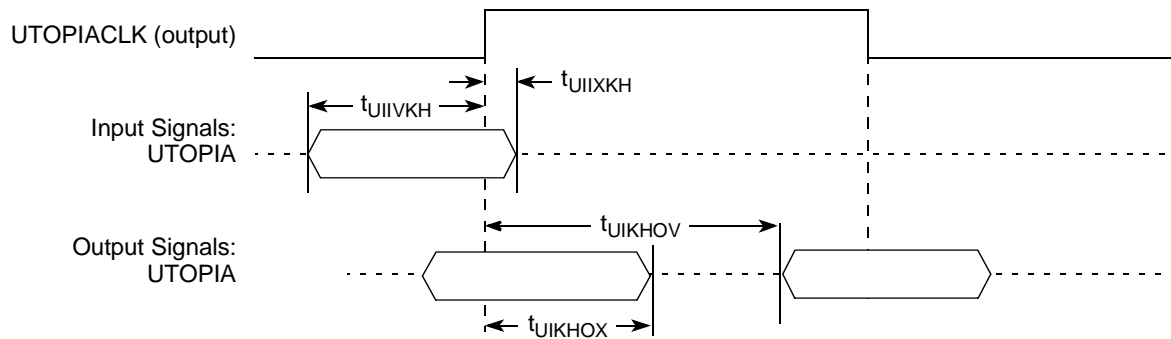 UTOPIACLK (output)
tUIIXKH
tUIIVKH
Input Signals:
UTOPIA
tUIKHOV
Output Signals:
UTOPIA
tUIKHOX